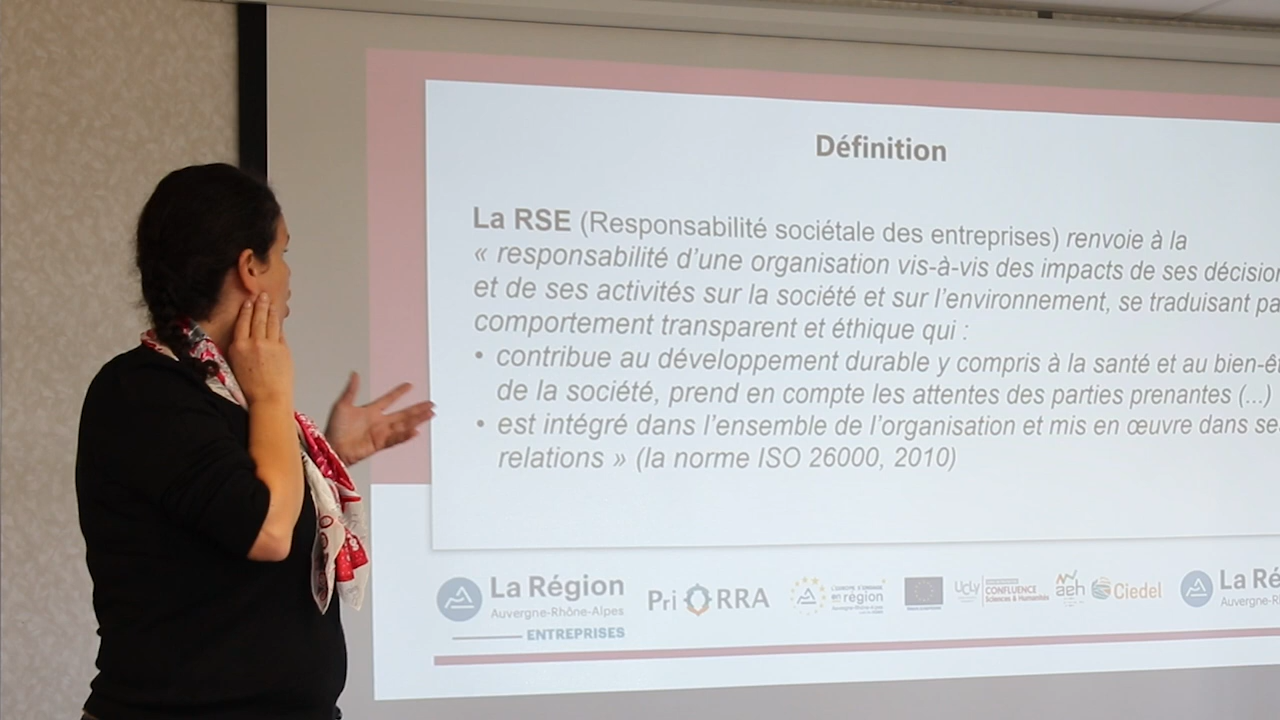 Définition
La RSE (Responsabilité sociétale des entreprises) renvoie à la
« responsabilité d'une organisation vis-à-vis des impacts de ses décision
et de ses activités sur la société et sur l'environnement, se traduisant pa
comportement transparent et éthique qui :
• contribue au développement durable y compris à la santé et au bien-êt
de la société, prend en compte les attentes des parties prenantes (...)
• est intégré dans l'ensemble de l'organisation et mis en œuvre dans se
relations » (la norme ISO 26000, 2010)
La Région
Auvergne-Rhône-Alpes
ENTREPRISES
Pri RRA
en région
UCLy
CONFLUENCE
Sciences & Humanités
aeh
Ciedel
La Ré